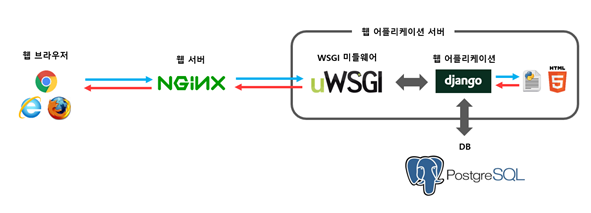 웹 어플리케이션 서버
웹 브라우저
웹 서버
WSGI 미들웨어
웹 어플리케이션
NGINX
uWSGI
django
HTML
5
DB
PostgreSQL